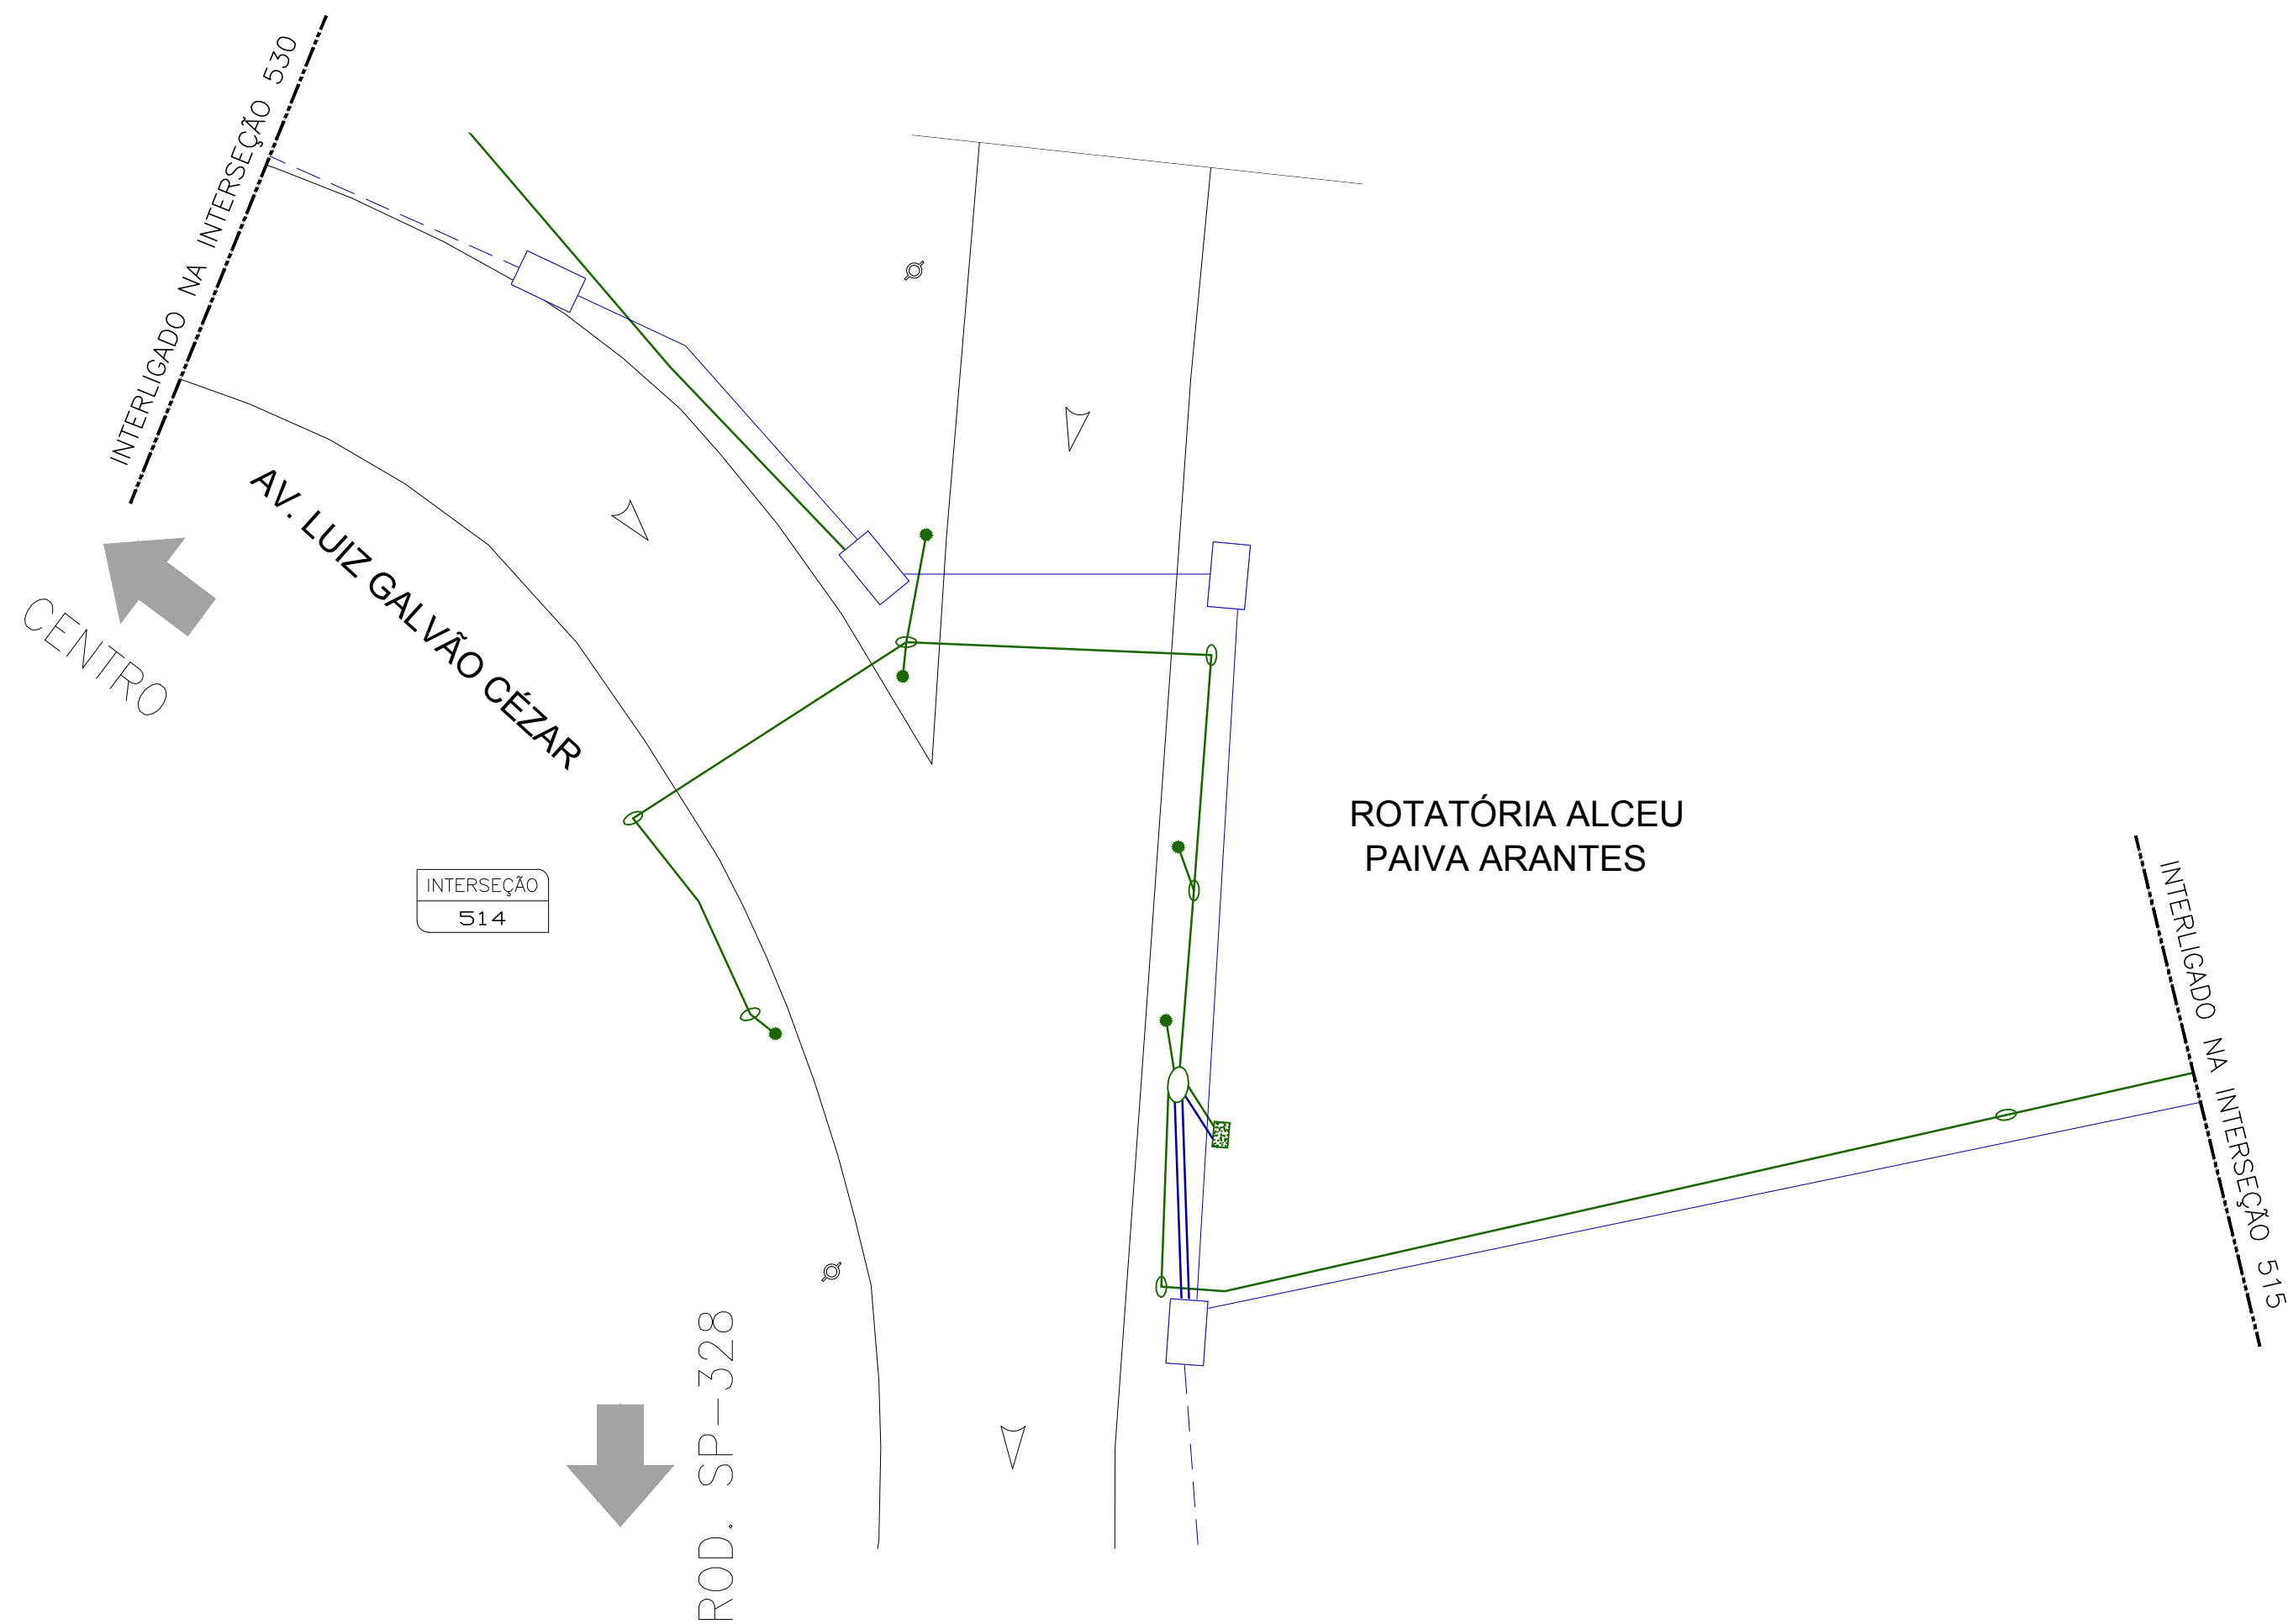 INTERLIGADO NA INTERSEÇÃO 530
AV. LUIZ GALVÃO CÉZAR
CENTRO
ROTATÓRIA ALCEU
PAIVA ARANTES
INTERSEÇÃO
514
INTERLIGADO NA INTERSEÇÃO 515
ROD. SP-328